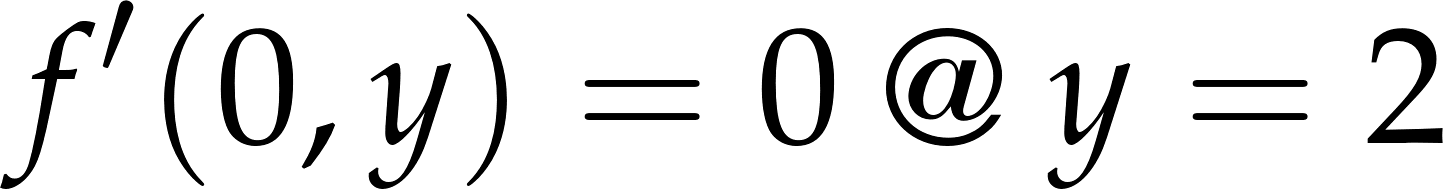 f′(0, y) = 0 @ y = 2